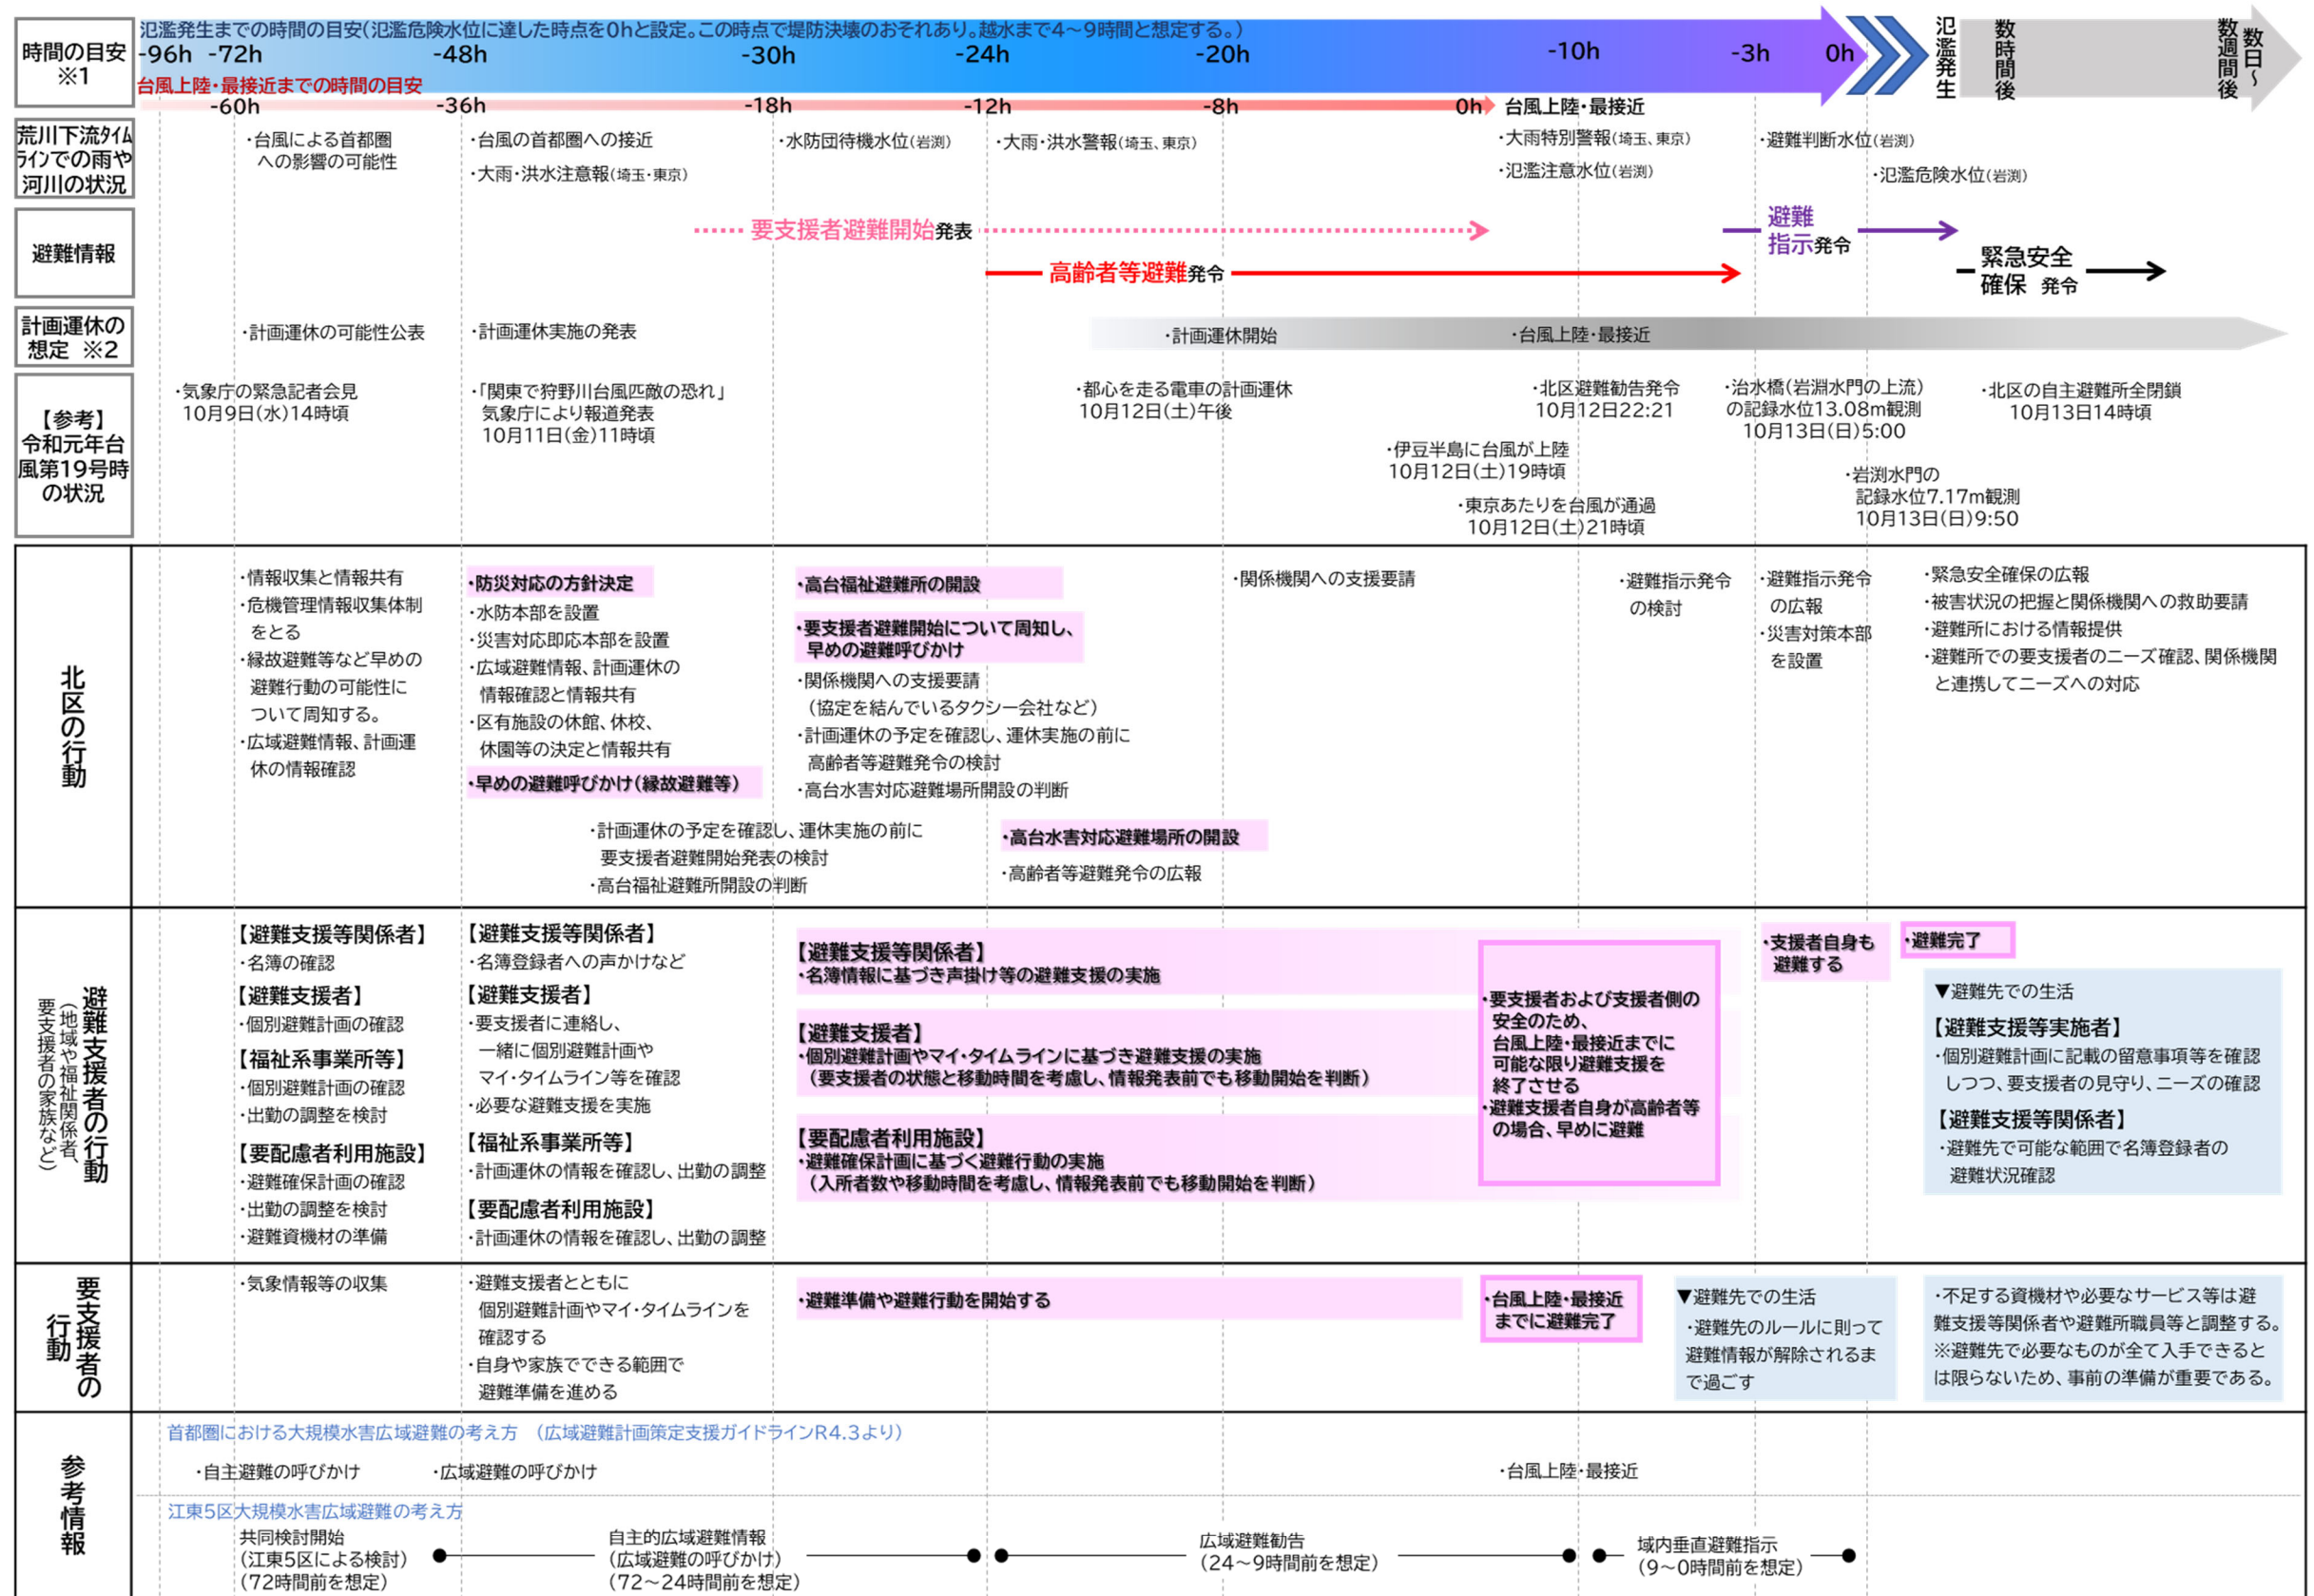 時間の目安
※1
氾濫発生までの時間の目安(氾濫危険水位に達した時点を0hと設定。この時点で堤防決壊のおそれあり。越水まで4～9時間と想定する。)
-96h -72h -48h -30h -24h -20h -10h -3h 0h
氾濫発生
数時間後
数日～
数週間後
台風上陸・最接近までの時間の目安
-60h -36h -18h -12h -8h 0h 台風上陸・最接近
荒川下流タイム
ラインでの雨や
河川の状況
・台風による首都圏
への影響の可能性
・台風の首都圏への接近
・大雨・洪水注意報(埼玉・東京)
・水防団待機水位(岩渕)
・大雨・洪水警報(埼玉、東京)
・大雨特別警報(埼玉、東京)
・氾濫注意水位(岩渕)
・避難判断水位(岩渕)
・氾濫危険水位(岩渕)
避難情報
要支援者避難開始発表
高齢者等避難発令
避難
指示発令
緊急安全
確保 発令
計画運休の
想定 ※2
・計画運休の可能性公表
・計画運休実施の発表
・計画運休開始
・台風上陸・最接近
【参考】
令和元年台
風第19号時
の状況
・気象庁の緊急記者会見
10月9日(水)14時頃
・「関東で狩野川台風匹敵の恐れ」
気象庁により報道発表
10月11日(金)11時頃
・都心を走る電車の計画運休
10月12日(土)午後
・伊豆半島に台風が上陸
10月12日(土)19時頃
・東京あたりを台風が通過
10月12日(土)21時頃
・北区避難勧告発令
10月12日22:21
・治水橋(岩淵水門の上流)
の記録水位13.08m観測
10月13日(日)5:00
・岩渕水門の
記録水位7.17m観測
10月13日(日)9:50
・北区の自主避難所全閉鎖
10月13日14時頃
北区の行動
・情報収集と情報共有
・危機管理情報収集体制
をとる
・縁故避難等など早めの
避難行動の可能性に
ついて周知する。
・広域避難情報、計画運
休の情報確認
・防災対応の方針決定
・水防本部を設置
・災害対応即応本部を設置
・広域避難情報、計画運休の
情報確認と情報共有
・区有施設の休館、休校、
休園等の決定と情報共有
・早めの避難呼びかけ(縁故避難等)
・計画運休の予定を確認し、運休実施の前に
要支援者避難開始発表の検討
・高台福祉避難所開設の判断
・高台福祉避難所の開設
・要支援者避難開始について周知し、
早めの避難呼びかけ
・関係機関への支援要請
(協定を結んでいるタクシー会社など)
・計画運休の予定を確認し、運休実施の前に
高齢者等避難発令の検討
・高台水害対応避難場所開設の判断
・高台水害対応避難場所の開設
・高齢者等避難発令の広報
・関係機関への支援要請
・避難指示発令
の検討
・避難指示発令
の広報
・災害対策本部
を設置
・緊急安全確保の広報
・被害状況の把握と関係機関への救助要請
・避難所における情報提供
・避難所での要支援者のニーズ確認、関係機関
と連携してニーズへの対応
避難支援者の行動
(地域や福祉関係者、
要支援者の家族など)
【避難支援等関係者】
・名簿の確認
【避難支援者】
・個別避難計画の確認
【福祉系事業所等】
・個別避難計画の確認
・出勤の調整を検討
【要配慮者利用施設】
・避難確保計画の確認
・出勤の調整を検討
・避難資機材の準備
【避難支援等関係者】
・名簿登録者への声かけなど
【避難支援者】
・要支援者に連絡し、
一緒に個別避難計画や
マイ・タイムライン等を確認
・必要な避難支援を実施
【福祉系事業所等】
・計画運休の情報を確認し、出勤の調整
【要配慮者利用施設】
・計画運休の情報を確認し、出勤の調整
【避難支援等関係者】
・名簿情報に基づき声掛け等の避難支援の実施
【避難支援者】
・個別避難計画やマイ・タイムラインに基づき避難支援の実施
(要支援者の状態と移動時間を考慮し、情報発表前でも移動開始を判断)
【要配慮者利用施設】
・避難確保計画に基づく避難行動の実施
(入所者数や移動時間を考慮し、情報発表前でも移動開始を判断)
・要支援者および支援者側の
安全のため、
台風上陸・最接近までに
可能な限り避難支援を
終了させる
・避難支援者自身が高齢者等
の場合、早めに避難
・支援者自身も
避難する
・避難完了
▼避難先での生活
【避難支援等実施者】
・個別避難計画に記載の留意事項等を確認
しつつ、要支援者の見守り、ニーズの確認
【避難支援等関係者】
・避難先で可能な範囲で名簿登録者の
避難状況確認
要支援者の
行動
・気象情報等の収集
・避難支援者とともに
個別避難計画やマイ・タイムラインを
確認する
・自身や家族でできる範囲で
避難準備を進める
・避難準備や避難行動を開始する
・台風上陸・最接近
までに避難完了
▼避難先での生活
・避難先のルールに則って
避難情報が解除されるま
で過ごす
・不足する資機材や必要なサービス等は避
難支援等関係者や避難所職員等と調整する。
※避難先で必要なものが全て入手できると
は限らないため、事前の準備が重要である。
参考情報
首都圏における大規模水害広域避難の考え方 (広域避難計画策定支援ガイドラインR4.3より)
・自主避難の呼びかけ
・広域避難の呼びかけ
・台風上陸・最接近
江東5区大規模水害広域避難の考え方
共同検討開始
(江東5区による検討)
(72時間前を想定)
自主的広域避難情報
(広域避難の呼びかけ)
(72～24時間前を想定)
広域避難勧告
(24～9時間前を想定)
域内垂直避難指示
(9～0時間前を想定)